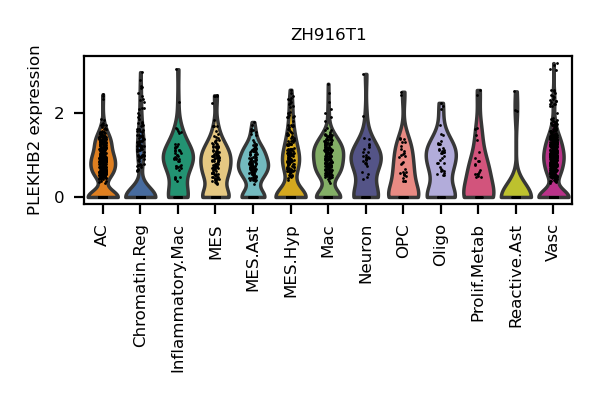 ZH916T1
PLEKHB2 expression
2
0
AC
Chromatin.Reg
Inflammatory.Mac
MES
MES.Ast
MES.Hyp
Mac
Neuron
OPC
Oligo
Prolif.Metab
Reactive.Ast
Vasc